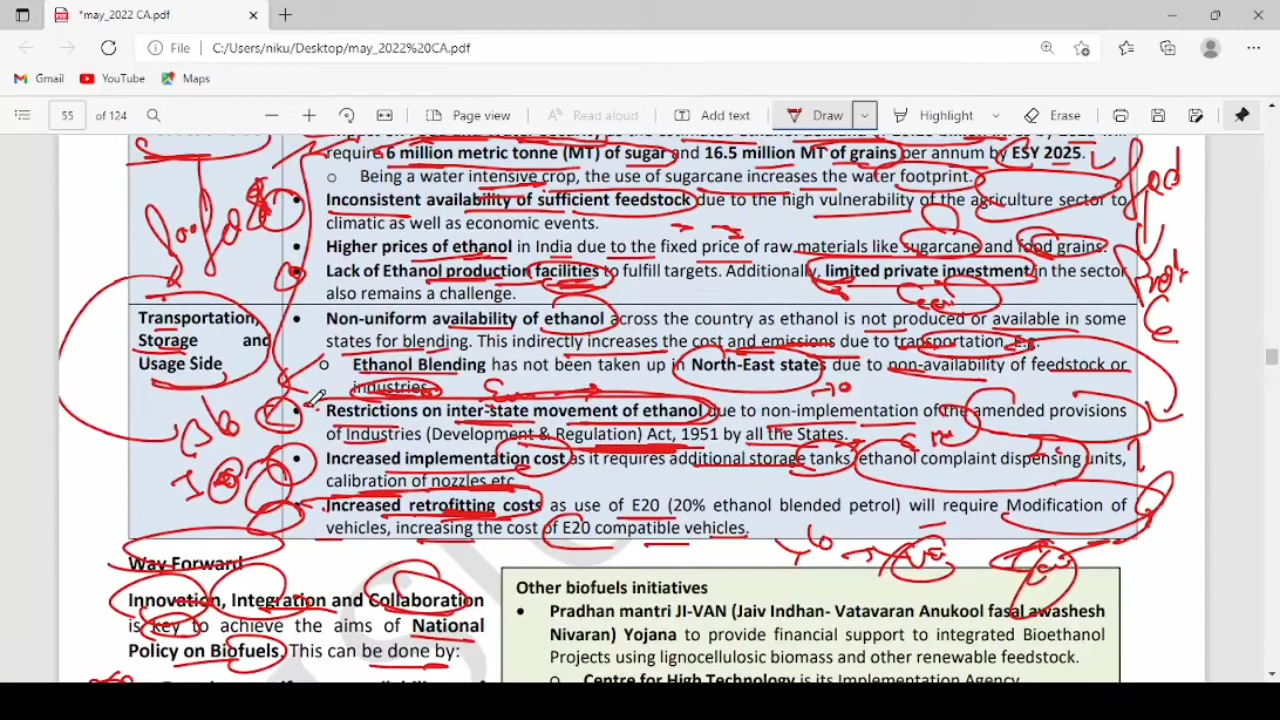 *may_2022 CA.pdf
File C:/Users/niku/Desktop/may_2022%20CA.pdf
Gmail YouTube Maps
55 of 124 Page view Read aloud Add text Draw Highlight Erase
require 6 million metric tonne (MT) of sugar and 16.5 million MT of grains per annum by ESY 2025.
o Being a water intensive crop, the use of sugarcane increases the water footprint.
• Inconsistent availability of sufficient feedstock due to the high vulnerability of the agriculture sector to
climatic as well as economic events.
• Higher prices of ethanol in India due to the fixed price of raw materials like sugarcane and food grains.
• Lack of Ethanol production facilities to fulfill targets. Additionally, limited private investment in the sector
also remains a challenge.
Transportation,
Storage and
Usage Side
• Non-uniform availability of ethanol across the country as ethanol is not produced or available in some
states for blending. This indirectly increases the cost and emissions due to transportation. E.g.
o Ethanol Blending has not been taken up in North-East states due to non-availability of feedstock or
industries.
• Restrictions on inter-state movement of ethanol due to non-implementation of the amended provisions
of Industries (Development & Regulation) Act, 1951 by all the States.
• Increased implementation cost as it requires additional storage tanks, ethanol complaint dispensing units,
calibration of nozzles etc.
Increased retrofitting costs as use of E20 (20% ethanol blended petrol) will require Modification of
vehicles, increasing the cost of E20 compatible vehicles.
Way Forward
Innovation, Integration and Collaboration
is key to achieve the aims of National
Policy on Biofuels. This can be done by:
Other biofuels initiatives
• Pradhan mantri JI-VAN (Jaiv Indhan- Vatavaran Anukool fasal awashesh
Nivaran) Yojana to provide financial support to integrated Bioethanol
Projects using lignocellulosic biomass and other renewable feedstock.
o Centre for High Technology is its Implementation Agency